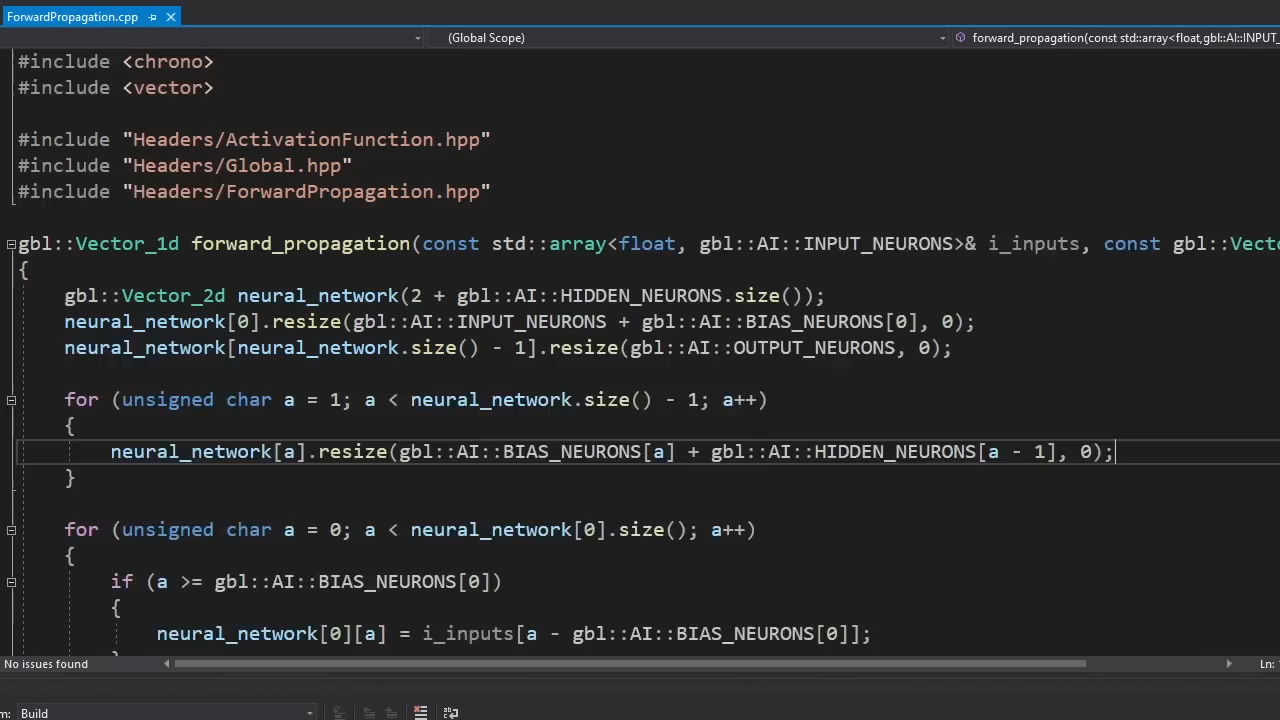 ForwardPropagation.cpp
(Global Scope) forward_propagation(const std::array<float,gbl::AI::INPUT_
#include <chrono>
#include <vector>
#include "Headers/ActivationFunction.hpp"
#include "Headers/Global.hpp"
#include "Headers/ForwardPropagation.hpp"
gbl::Vector_1d forward_propagation(const std::array<float, gbl::AI::INPUT_NEURONS>& i_inputs, const gbl::Vect
{
gbl::Vector_2d neural_network(2 + gbl::AI::HIDDEN_NEURONS.size());
neural_network[0].resize(gbl::AI::INPUT_NEURONS + gbl::AI::BIAS_NEURONS[0], 0);
neural_network[neural_network.size() - 1].resize(gbl::AI::OUTPUT_NEURONS, 0);
for (unsigned char a = 1; a < neural_network.size() - 1; a++)
{
neural_network[a].resize(gbl::AI::BIAS_NEURONS[a] + gbl::AI::HIDDEN_NEURONS[a - 1], 0);
}
for (unsigned char a = 0; a < neural_network[0].size(); a++)
{
if (a >= gbl::AI::BIAS_NEURONS[0])
{
neural_network[0][a] = i_inputs[a - gbl::AI::BIAS_NEURONS[0]];
No issues found Ln:
m: Build